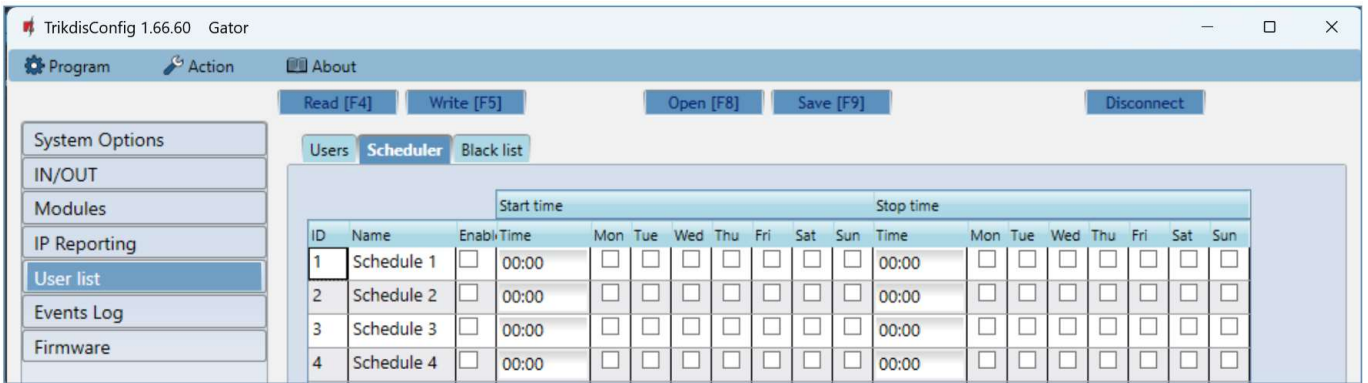 TrikdisConfig 1.66.60 Gator
Program Action About
Read [F4] Write [F5] Open [F8] Save [F9] Disconnect
System Options
IN/OUT
Modules
IP Reporting
User list
Events Log
Firmware
Users Scheduler Black list
Start time Stop time
ID Name Enabl Time Mon Tue Wed Thu Fri Sat Sun Time Mon Tue Wed Thu Fri Sat Sun
1 Schedule 1 00:00 00:00
2 Schedule 2 00:00 00:00
3 Schedule 3 00:00 00:00
4 Schedule 4 00:00 00:00